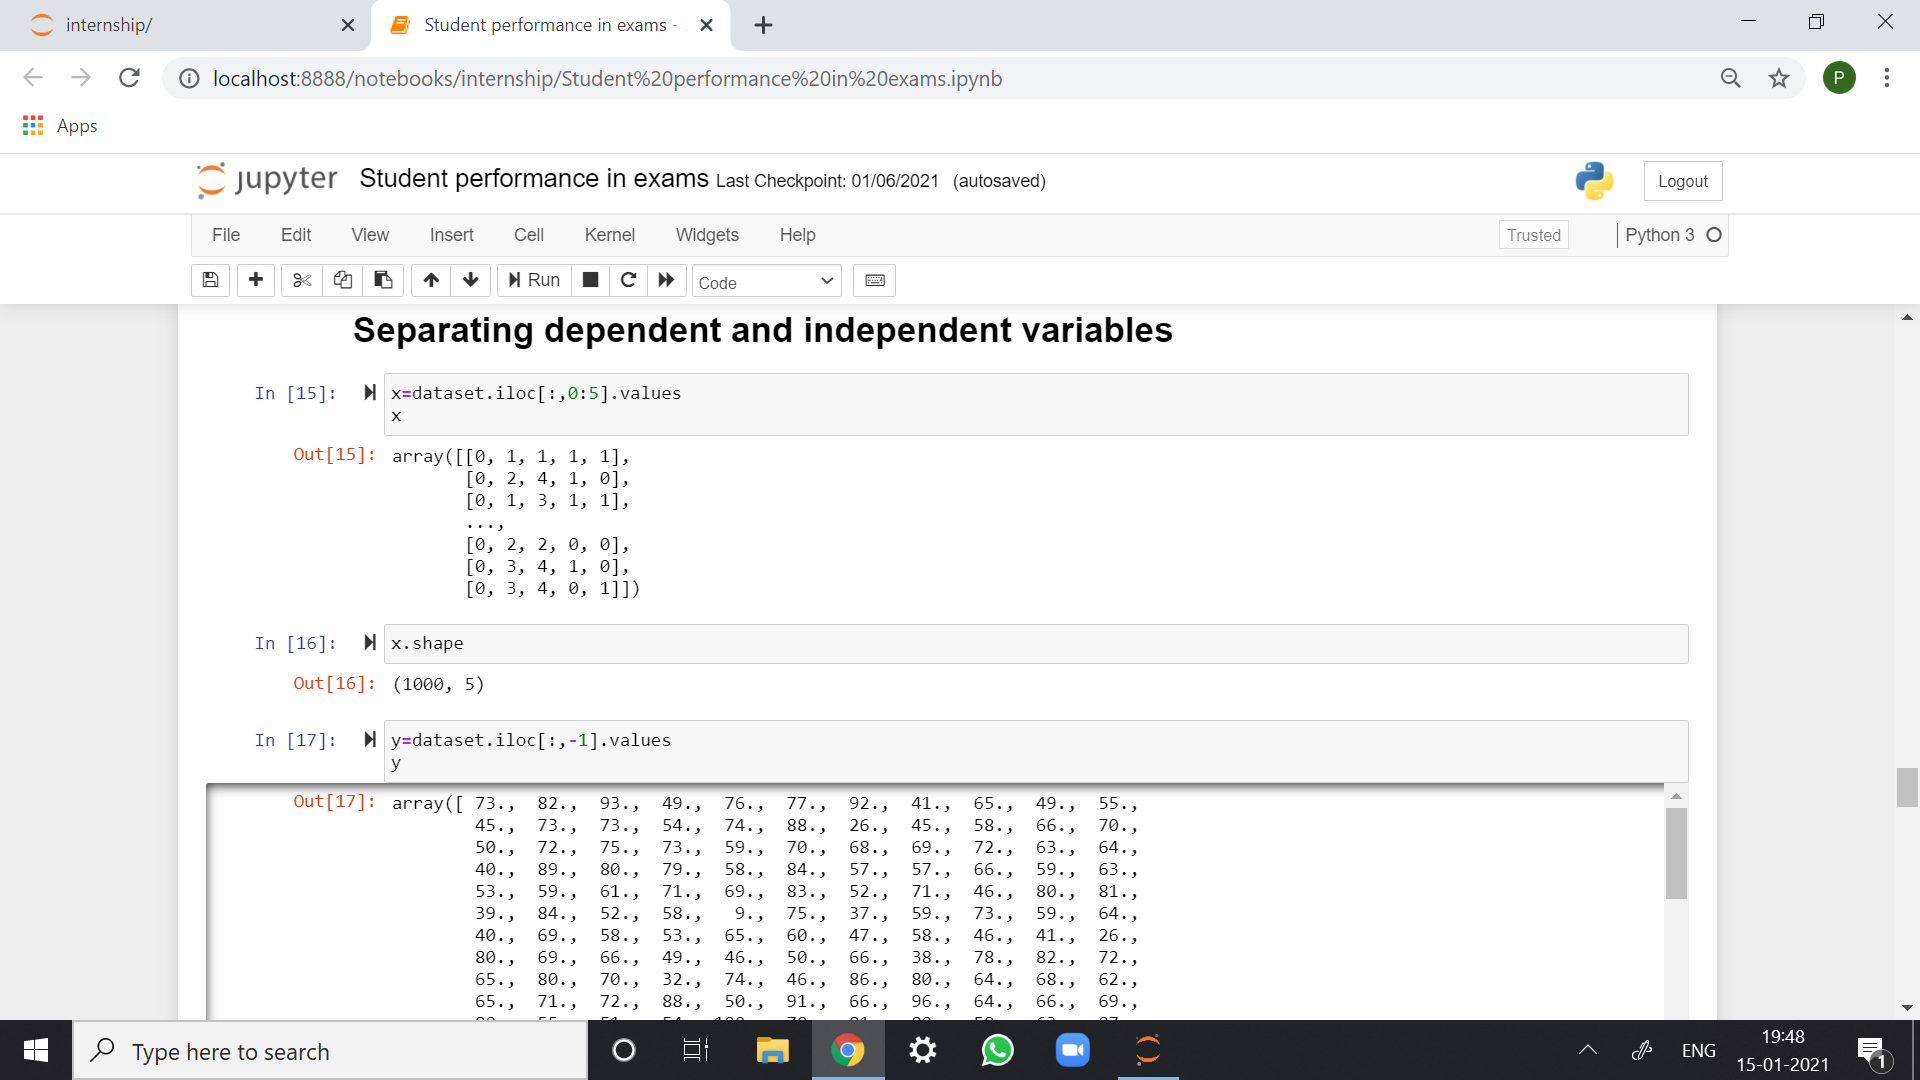 internship/
Student performance in exams -
localhost:8888/notebooks/internship/Student%20performance%20in%20exams.ipynb
P
Apps
jupyter Student performance in exams Last Checkpoint: 01/06/2021 (autosaved)
Logout
File Edit View Insert Cell Kernel Widgets Help
Trusted
Python 3
Run
Code
Separating dependent and independent variables
In [15]: x=dataset.iloc[:,0:5].values
x
Out[15]: array([[0, 1, 1, 1, 1],
[0, 2, 4, 1, 0],
[0, 1, 3, 1, 1],
...,
[0, 2, 2, 0, 0],
[0, 3, 4, 1, 0],
[0, 3, 4, 0, 1]])
In [16]: x.shape
Out[16]: (1000, 5)
In [17]: y=dataset.iloc[:,-1].values
y
Out[17]: array([ 73., 82., 93., 49., 76., 77., 92., 41., 65., 49., 55.,
45., 73., 73., 54., 74., 88., 26., 45., 58., 66., 70.,
50., 72., 75., 73., 59., 70., 68., 69., 72., 63., 64.,
40., 89., 80., 79., 58., 84., 57., 57., 66., 59., 63.,
53., 59., 61., 71., 69., 83., 52., 71., 46., 80., 81.,
39., 84., 52., 58., 9., 75., 37., 59., 73., 59., 64.,
40., 69., 58., 53., 65., 60., 47., 58., 46., 41., 26.,
80., 69., 66., 49., 46., 50., 66., 38., 78., 82., 72.,
65., 80., 70., 32., 74., 46., 86., 80., 64., 68., 62.,
65., 71., 72., 88., 50., 91., 66., 96., 64., 66., 69.,
Type here to search
ENG
19:48
15-01-2021
1